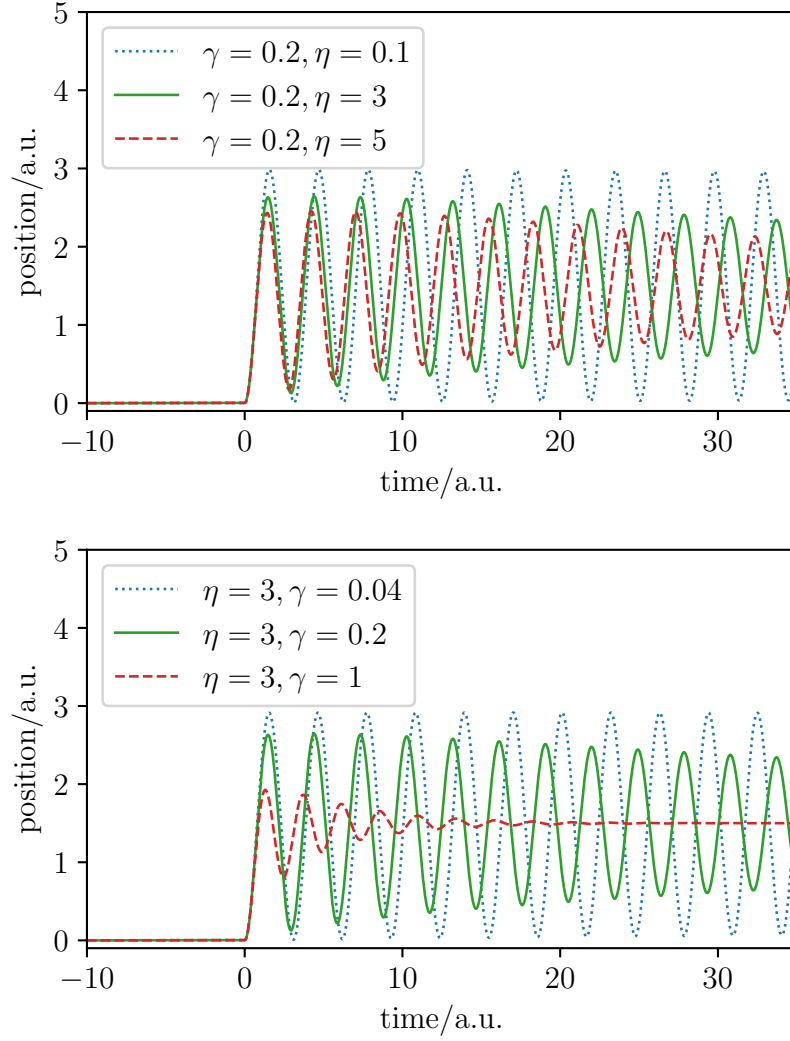 5
4
3
2
1
0
position/a.u.
γ = 0.2, η = 0.1
γ = 0.2, η = 3
γ = 0.2, η = 5
−10
0
10
20
30
time/a.u.
5
4
3
2
1
0
position/a.u.
η = 3, γ = 0.04
η = 3, γ = 0.2
η = 3, γ = 1
−10
0
10
20
30
time/a.u.